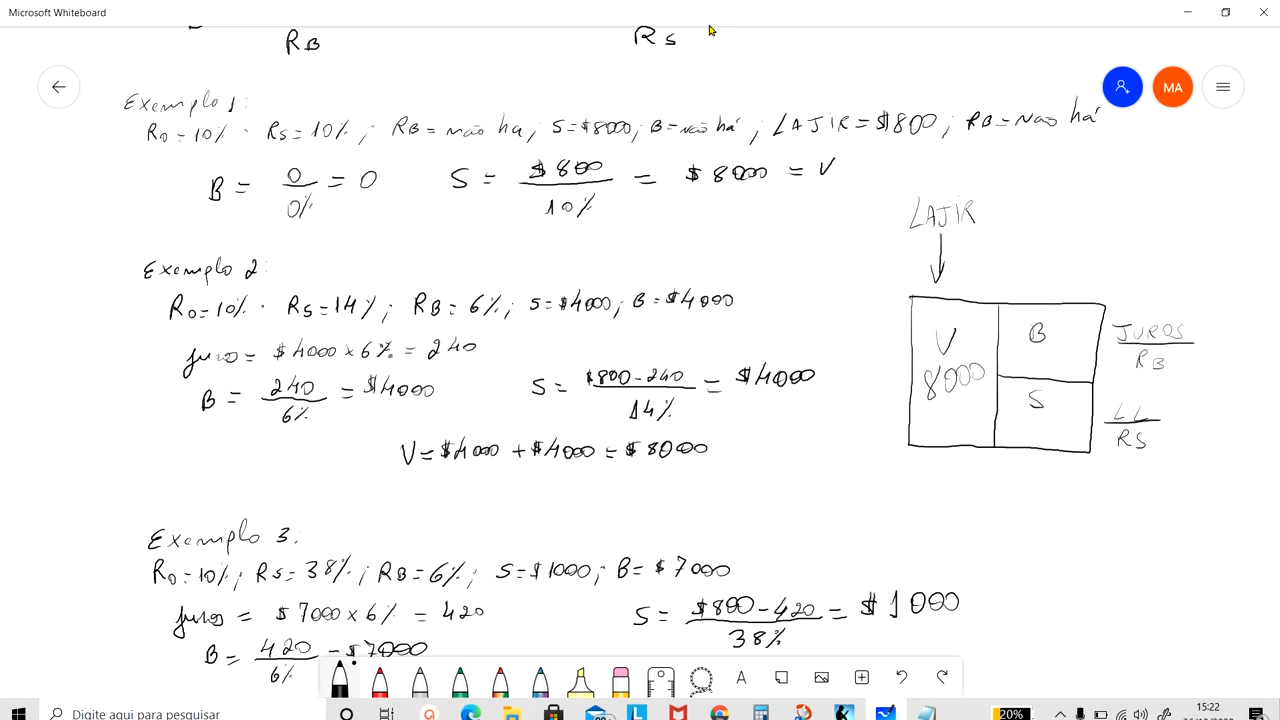 Microsoft Whiteboard
RB RS
MA
Exemplo 1:
R0=10% . RS=10%; RB=não ha; S=$8000; B=não há; LAJIR=$800; RB=Não há
B = 0/0% = 0 S = $800/10% = $8000 = V
LAJIR
Exemplo 2:
R0=10% . RS=14%; RB=6%; S=$4000; B=$4000
juro = $4000 x 6% = 240
B = 240/6% = $4000 S = $800-240/14% = $4000
V=$4000 + $4000 = $8000
V 8000 B JUROS/RB
S LL/RS
Exemplo 3:
R0=10%; RS=38%; RB=6%; S=$1000; B=$7000
juros = $7000 x 6% = 420
S = $800-420/38% = $1000
B = 420/6% - $7000
Digite aqui para pesquisar
20%
15:22